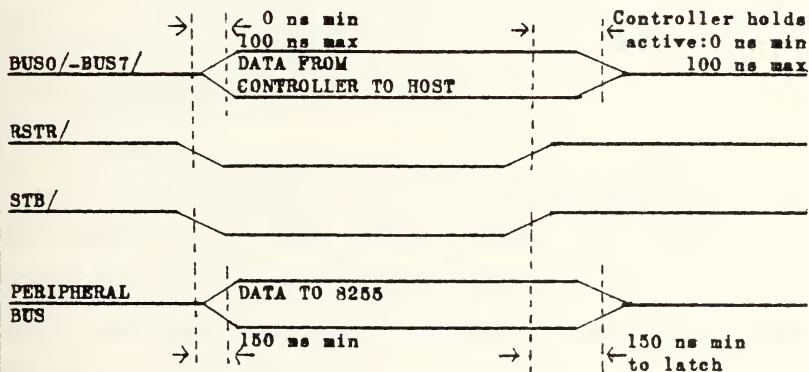 0 ns min
100 ns max
Controller holds
active:0 ns min
100 ns max
BUS0/-BUS7/
DATA FROM
CONTROLLER TO HOST
RSTR/
STB/
PERIPHERAL
BUS
DATA TO 8255
150 ns min
150 ns min
to latch